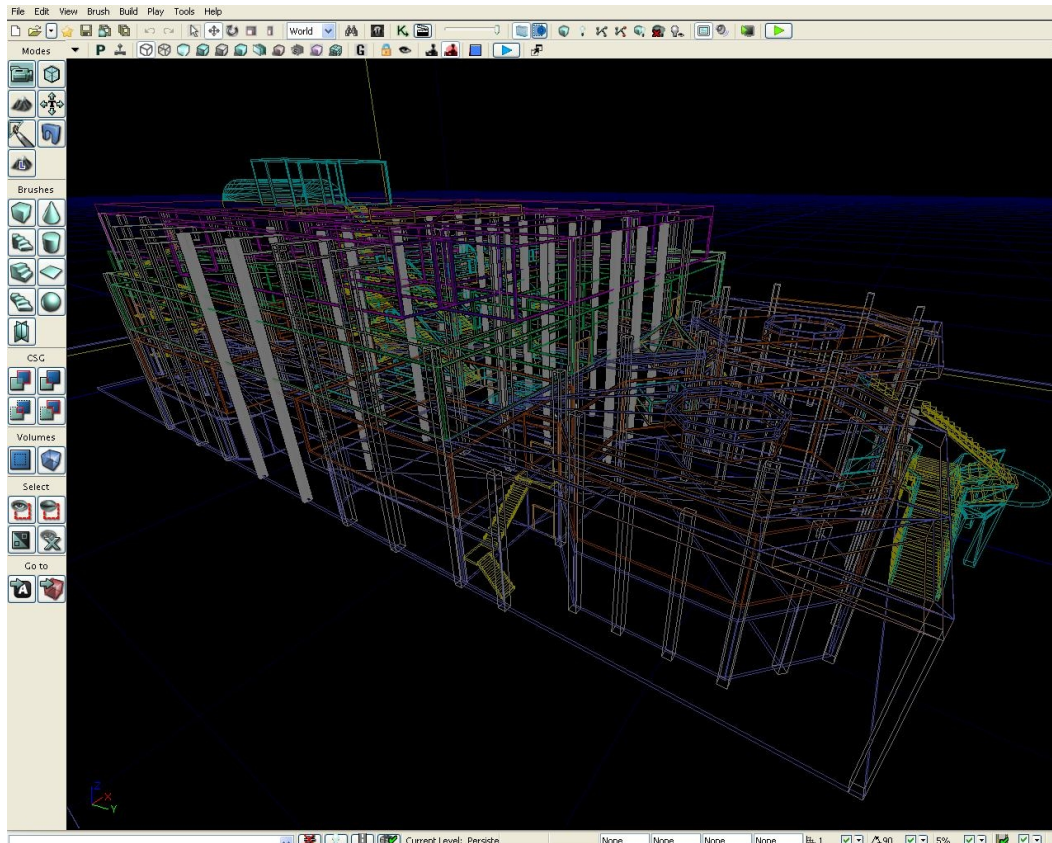 File Edit View Brush Build Play Tools Help
World
Modes
P G
Brushes
CSG
Volumes
Select
Go to
A
L
Z
X
Y
Current Level: Persiste None None None None 1 90 5%